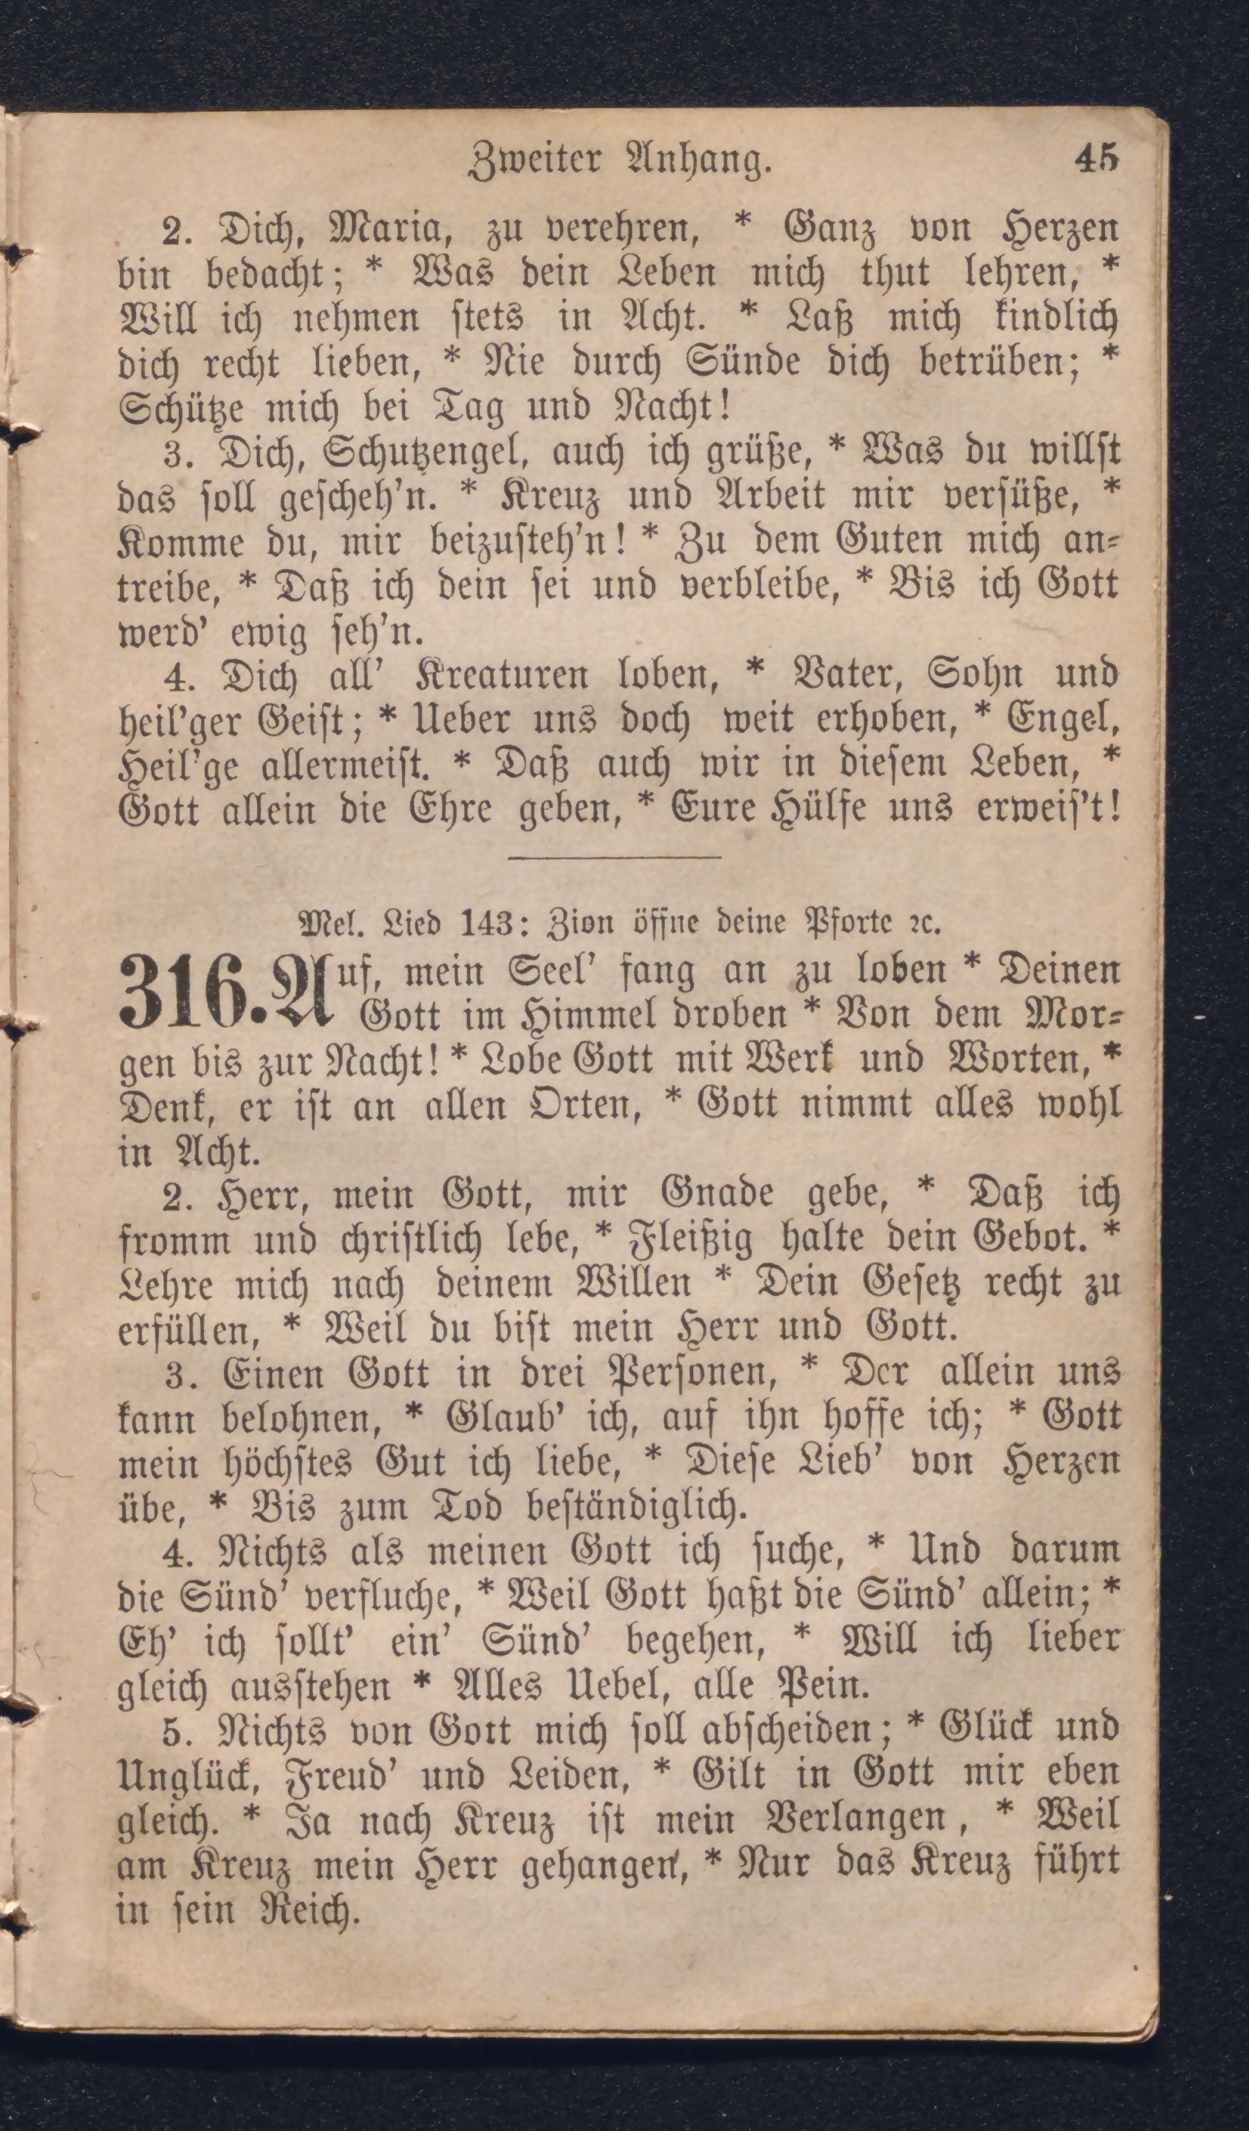 Zweiter Anhang. 45
2. Dich, Maria, zu verehren, * Ganz von Herzen
bin bedacht; * Was dein Leben mich thut lehren, *
Will ich nehmen stets in Acht. * Laß mich kindlich
dich recht lieben, * Nie durch Sünde dich betrüben; *
Schütze mich bei Tag und Nacht!
3. Dich, Schutzengel, auch ich grüße, * Was du willst
das soll gescheh'n. * Kreuz und Arbeit mir versüße, *
Komme du, mir beizusteh'n! * Zu dem Guten mich an-
treibe, * Daß ich dein sei und verbleibe, * Bis ich Gott
werd' ewig seh'n.
4. Dich all' Kreaturen loben, * Vater, Sohn und
heil'ger Geist; * Ueber uns doch weit erhoben, * Engel,
Heil'ge allermeist. * Daß auch wir in diesem Leben, *
Gott allein die Ehre geben, * Eure Hülfe uns erweis't!
Mel. Lied 143: Zion öffne deine Pforte ꝛc.
316. Auf, mein Seel' fang an zu loben * Deinen
Gott im Himmel droben * Von dem Mor-
gen bis zur Nacht! * Lobe Gott mit Werk und Worten, *
Denk, er ist an allen Orten, * Gott nimmt alles wohl
in Acht.
2. Herr, mein Gott, mir Gnade gebe, * Daß ich
fromm und christlich lebe, * Fleißig halte dein Gebot. *
Lehre mich nach deinem Willen * Dein Gesetz recht zu
erfüllen, * Weil du bist mein Herr und Gott.
3. Einen Gott in drei Personen, * Der allein uns
kann belohnen, * Glaub' ich, auf ihn hoffe ich; * Gott
mein höchstes Gut ich liebe, * Diese Lieb' von Herzen
übe, * Bis zum Tod beständiglich.
4. Nichts als meinen Gott ich suche, * Und darum
die Sünd' verfluche, * Weil Gott haßt die Sünd' allein; *
Eh' ich sollt' ein' Sünd' begehen, * Will ich lieber
gleich ausstehen * Alles Uebel, alle Pein.
5. Nichts von Gott mich soll abscheiden; * Glück und
Unglück, Freud' und Leiden, * Gilt in Gott mir eben
gleich. * Ja nach Kreuz ist mein Verlangen, * Weil
am Kreuz mein Herr gehangen, * Nur das Kreuz führt
in sein Reich.